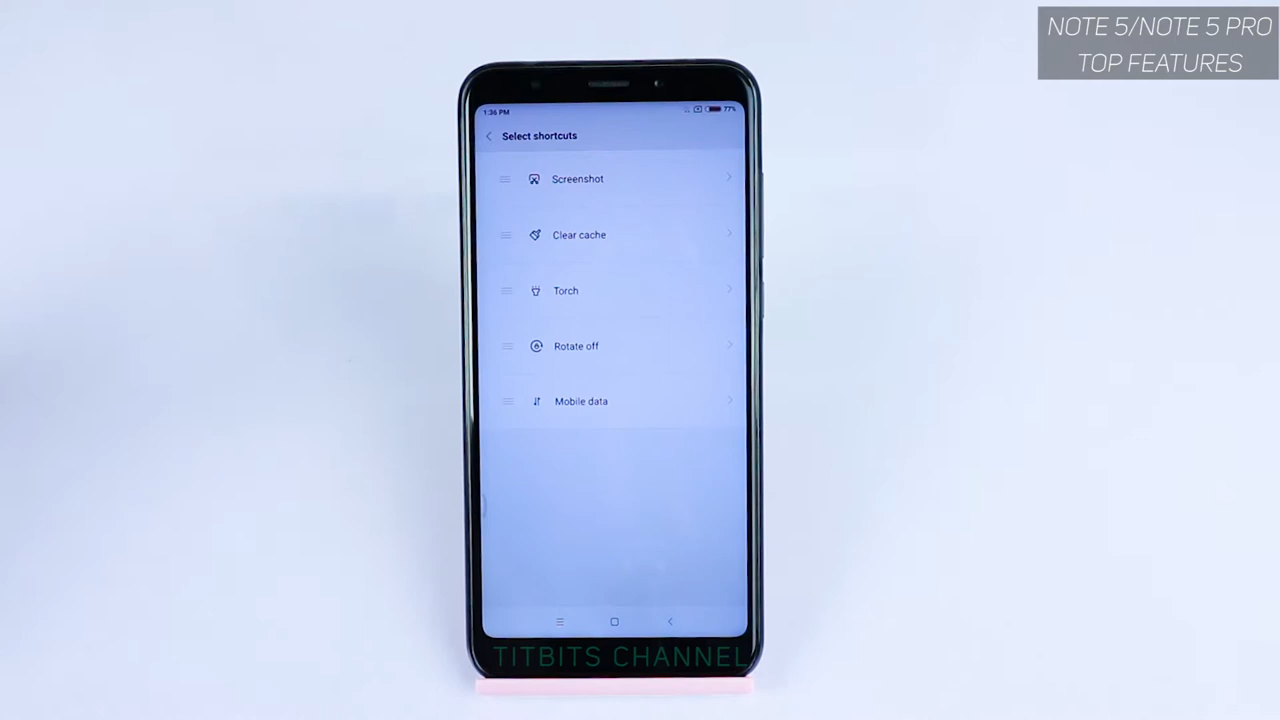 NOTE 5/NOTE 5 PRO
TOP FEATURES
1:36 PM
77%
Select shortcuts
Screenshot
Clear cache
Torch
Rotate off
Mobile data
TITBITS CHANNEL